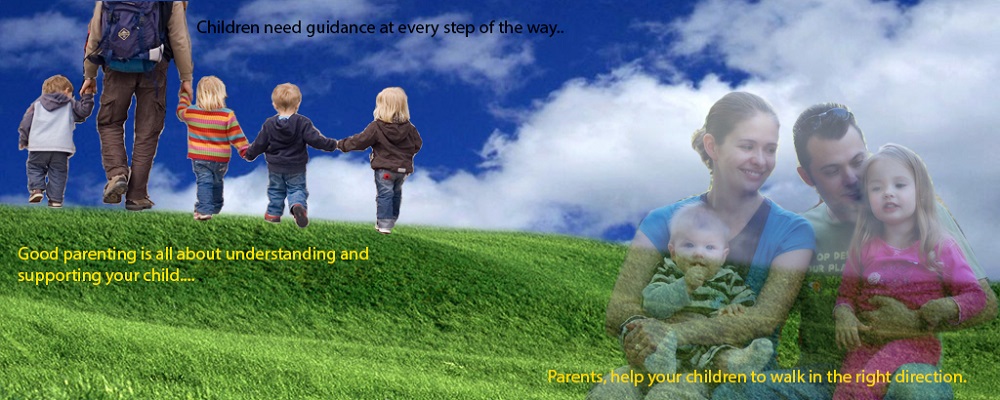 Children need guidance at every step of the way..
Good parenting is all about understanding and
supporting your child....
Parents, help your children to walk in the right direction.